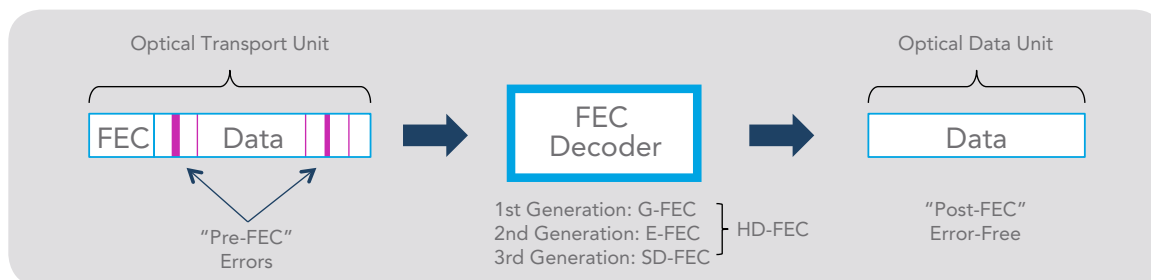 Optical Transport Unit
FEC
Data
“Pre-FEC”
Errors
FEC
Decoder
1st Generation: G-FEC
2nd Generation: E-FEC
3rd Generation: SD-FEC
HD-FEC
Optical Data Unit
Data
“Post-FEC”
Error-Free